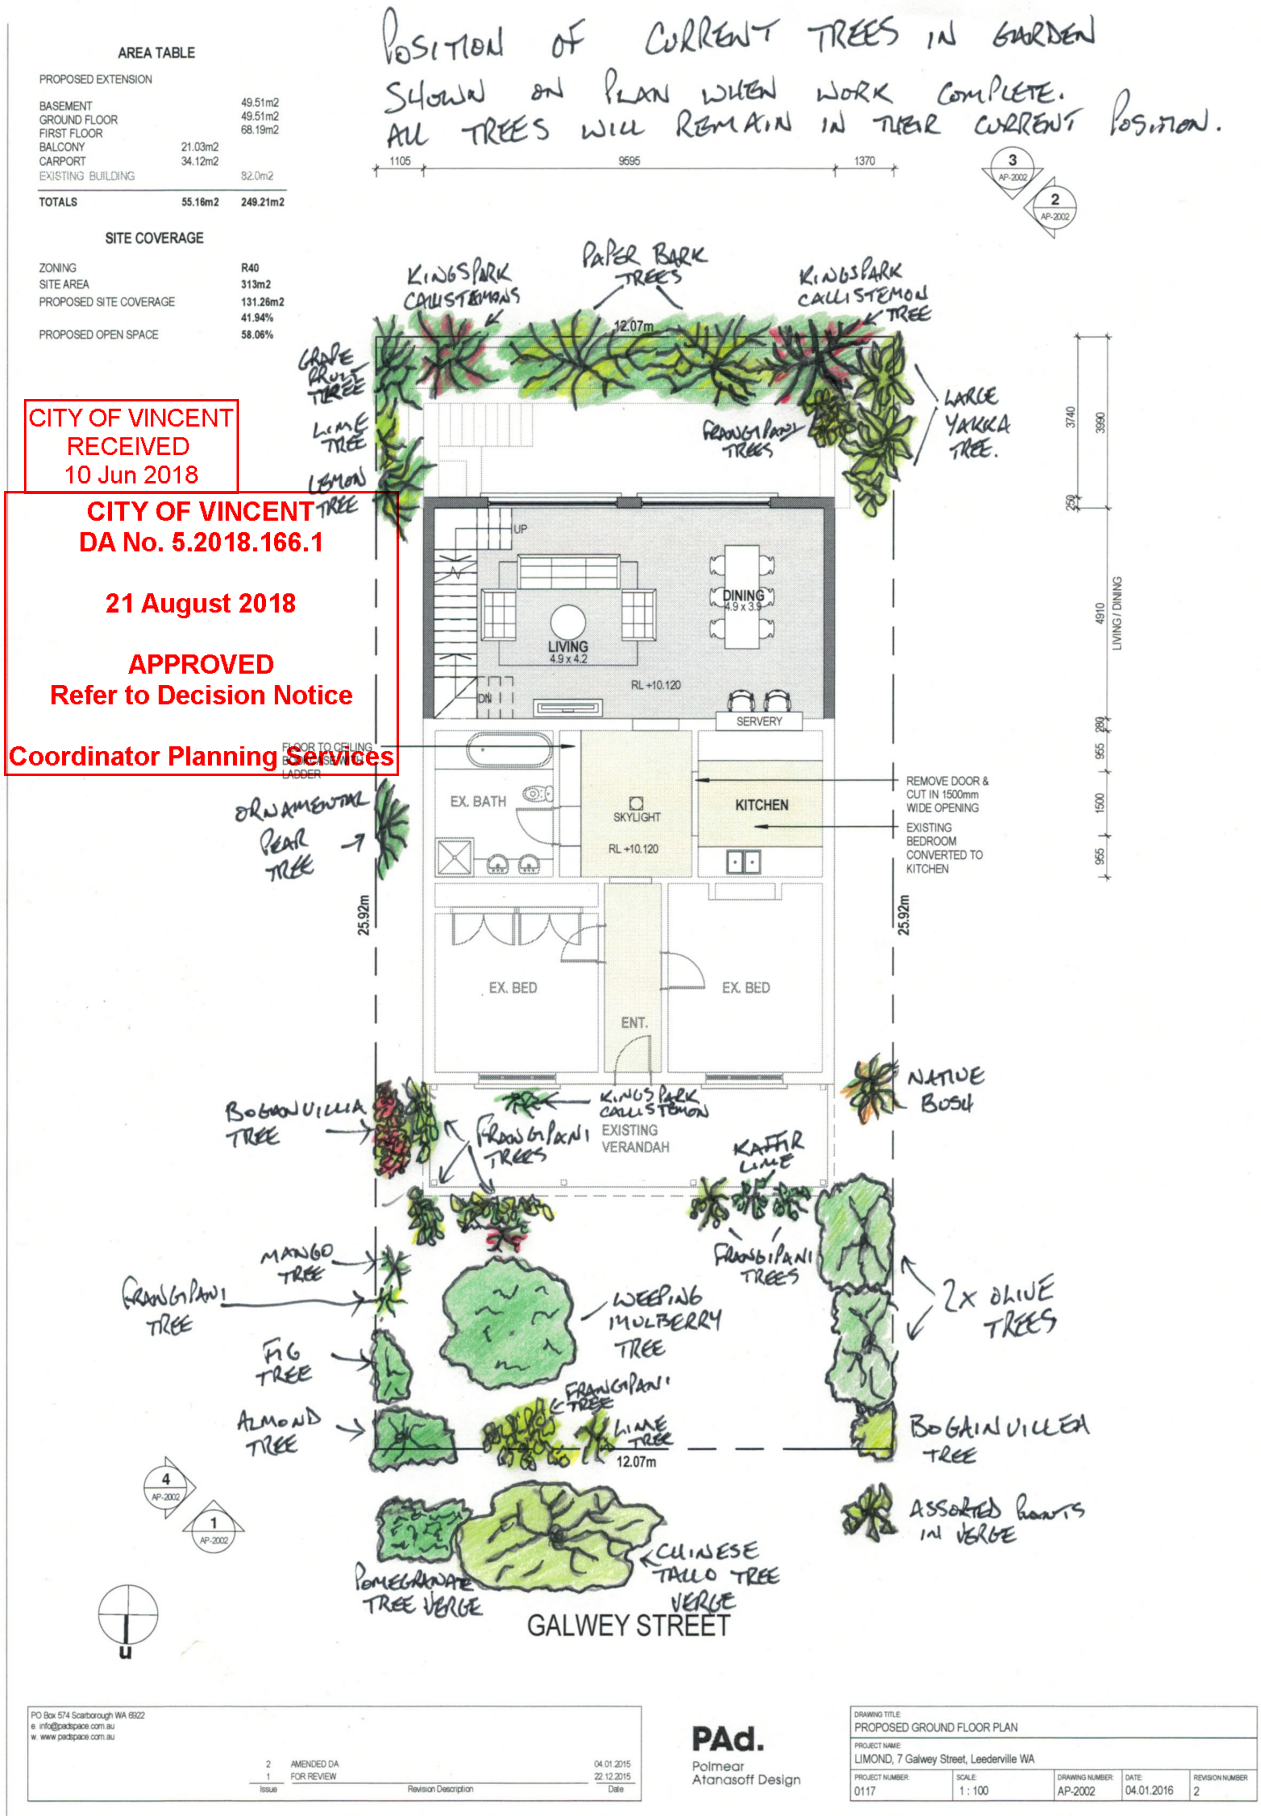 POSITION OF CURRENT TREES IN GARDEN
SHOWN ON PLAN WHEN WORK COMPLETE.
ALL TREES WILL REMAIN IN THEIR CURRENT POSITION.
AREA TABLE
PROPOSED EXTENSION
BASEMENT 49.51m2
GROUND FLOOR 49.51m2
FIRST FLOOR 68.19m2
BALCONY 21.03m2
CARPORT 34.12m2
EXISTING BUILDING 82.0m2
TOTALS 55.16m2 249.21m2
SITE COVERAGE
ZONING R40
SITE AREA 313m2
PROPOSED SITE COVERAGE 131.26m2
41.94%
PROPOSED OPEN SPACE 58.06%
1105 9595 1370
3
AP-2002
2
AP-2002
CITY OF VINCENT
RECEIVED
10 Jun 2018
CITY OF VINCENT
DA No. 5.2018.166.1
21 August 2018
APPROVED
Refer to Decision Notice
Coordinator Planning Services
KINGSPARK
CALLISTEMONS
PAPER BARK
TREES
KINGSPARK
CALLISTEMON
TREE
12.07m
GRAPE
FRUIT
TREE
LIME
TREE
LEMON
TREE
FRANGIPANI
TREES
LARGE
YAKKA
TREE.
3740
3990
250
4910
LIVING / DINING
280
955
1500
955
UP
DINING
4.9 x 3.9
LIVING
4.9 x 4.2
RL +10.120
DN
SERVERY
FLOOR TO CEILING
BOOKCASE WITH
LADDER
EX. BATH
SKYLIGHT
RL +10.120
KITCHEN
REMOVE DOOR &
CUT IN 1500mm
WIDE OPENING
EXISTING
BEDROOM
CONVERTED TO
KITCHEN
ORNAMENTAL
PEAR
TREE
25.92m
25.92m
EX. BED
EX. BED
ENT.
NATIVE
BUSH
BOGANVILLIA
TREE
KINGS PARK
CALLISTEMON
EXISTING
VERANDAH
FRANGIPANI
TREES
KAFFIR
LIME
FRANGIPANI
TREES
MANGO
TREE
FRANGIPANI
TREE
WEEPING
MULBERRY
TREE
2X OLIVE
TREES
FIG
TREE
FRANGIPANI
TREE
ALMOND
TREE
LIME
TREE
12.07m
BOGAINVILLEA
TREE
4
AP-2002
1
AP-2002
ASSORTED PLANTS
IN VERGE
CHINESE
TALLO TREE
VERGE
POMEGRANATE
TREE VERGE
GALWEY STREET
PO Box 574 Scarborough WA 6922
e. info@padspace.com.au
w. www.padspace.com.au
2 AMENDED DA 04.01.2015
1 FOR REVIEW 22.12.2015
Issue Revision Description Date
PAd.
Polmear
Atanasoff Design
DRAWING TITLE:
PROPOSED GROUND FLOOR PLAN
PROJECT NAME:
LIMOND, 7 Galwey Street, Leederville WA
PROJECT NUMBER: SCALE: DRAWING NUMBER: DATE: REVISION NUMBER
0117 1 : 100 AP-2002 04.01.2016 2